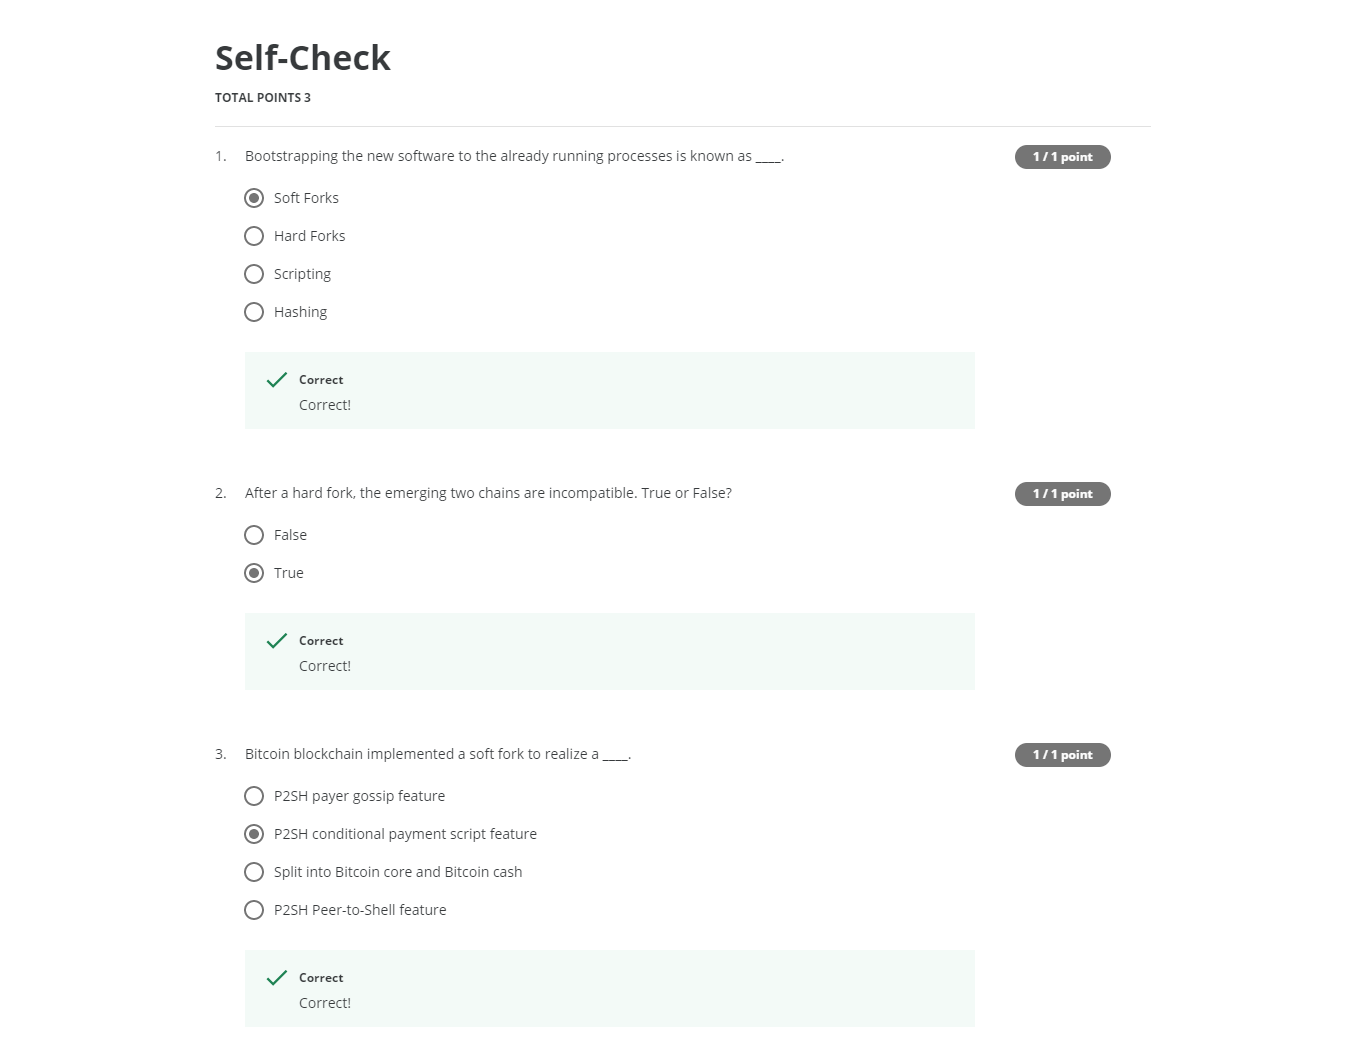 Self-Check
TOTAL POINTS 3
1. Bootstrapping the new software to the already running processes is known as ____.
1 / 1 point
Soft Forks
Hard Forks
Scripting
Hashing
Correct
Correct!
2. After a hard fork, the emerging two chains are incompatible. True or False?
1 / 1 point
False
True
Correct
Correct!
3. Bitcoin blockchain implemented a soft fork to realize a ____.
1 / 1 point
P2SH payer gossip feature
P2SH conditional payment script feature
Split into Bitcoin core and Bitcoin cash
P2SH Peer-to-Shell feature
Correct
Correct!